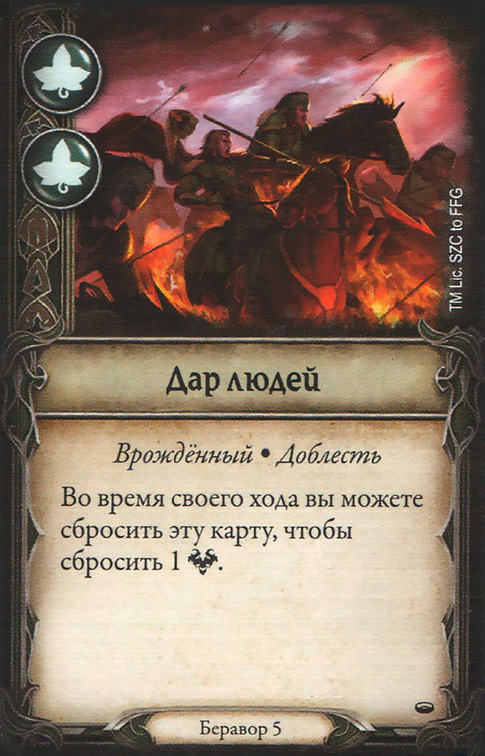 TM Lic. SZC to FFG
Дар людей
Врождённый • Доблесть
Во время своего хода вы можете
сбросить эту карту, чтобы
сбросить 1 .
Беравор 5